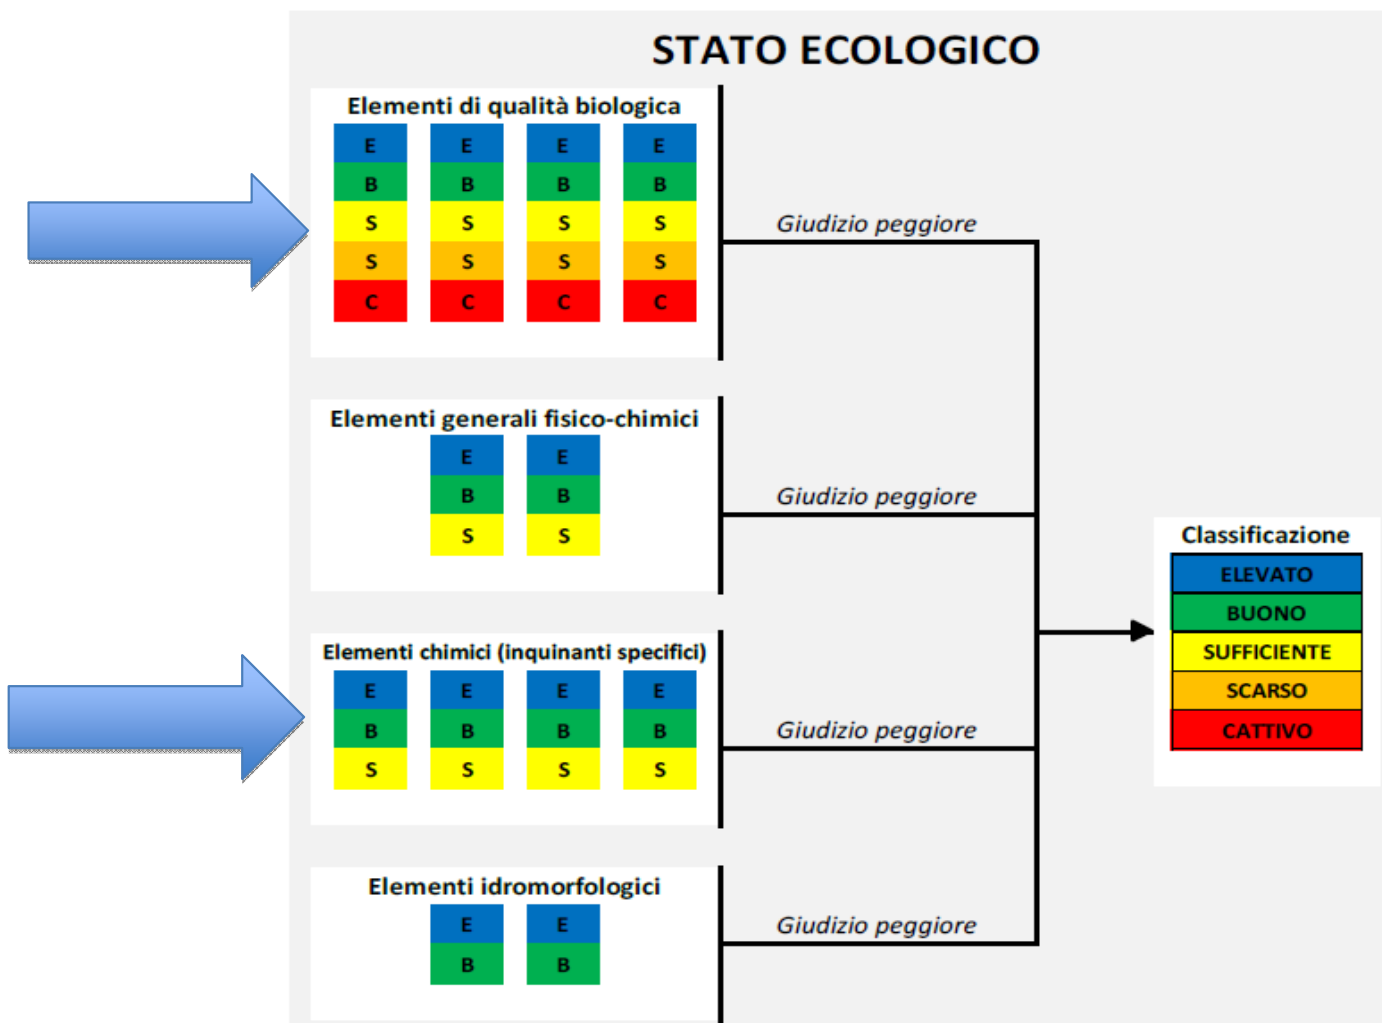 STATO ECOLOGICO
Elementi di qualità biologica
E E E E
B B B B
S S S S
S S S S
C C C C
Giudizio peggiore
Elementi generali fisico-chimici
E E
B B
S S
Giudizio peggiore
Elementi chimici (inquinanti specifici)
E E E E
B B B B
S S S S
Giudizio peggiore
Elementi idromorfologici
E E
B B
Giudizio peggiore
Classificazione
ELEVATO
BUONO
SUFFICIENTE
SCARSO
CATTIVO